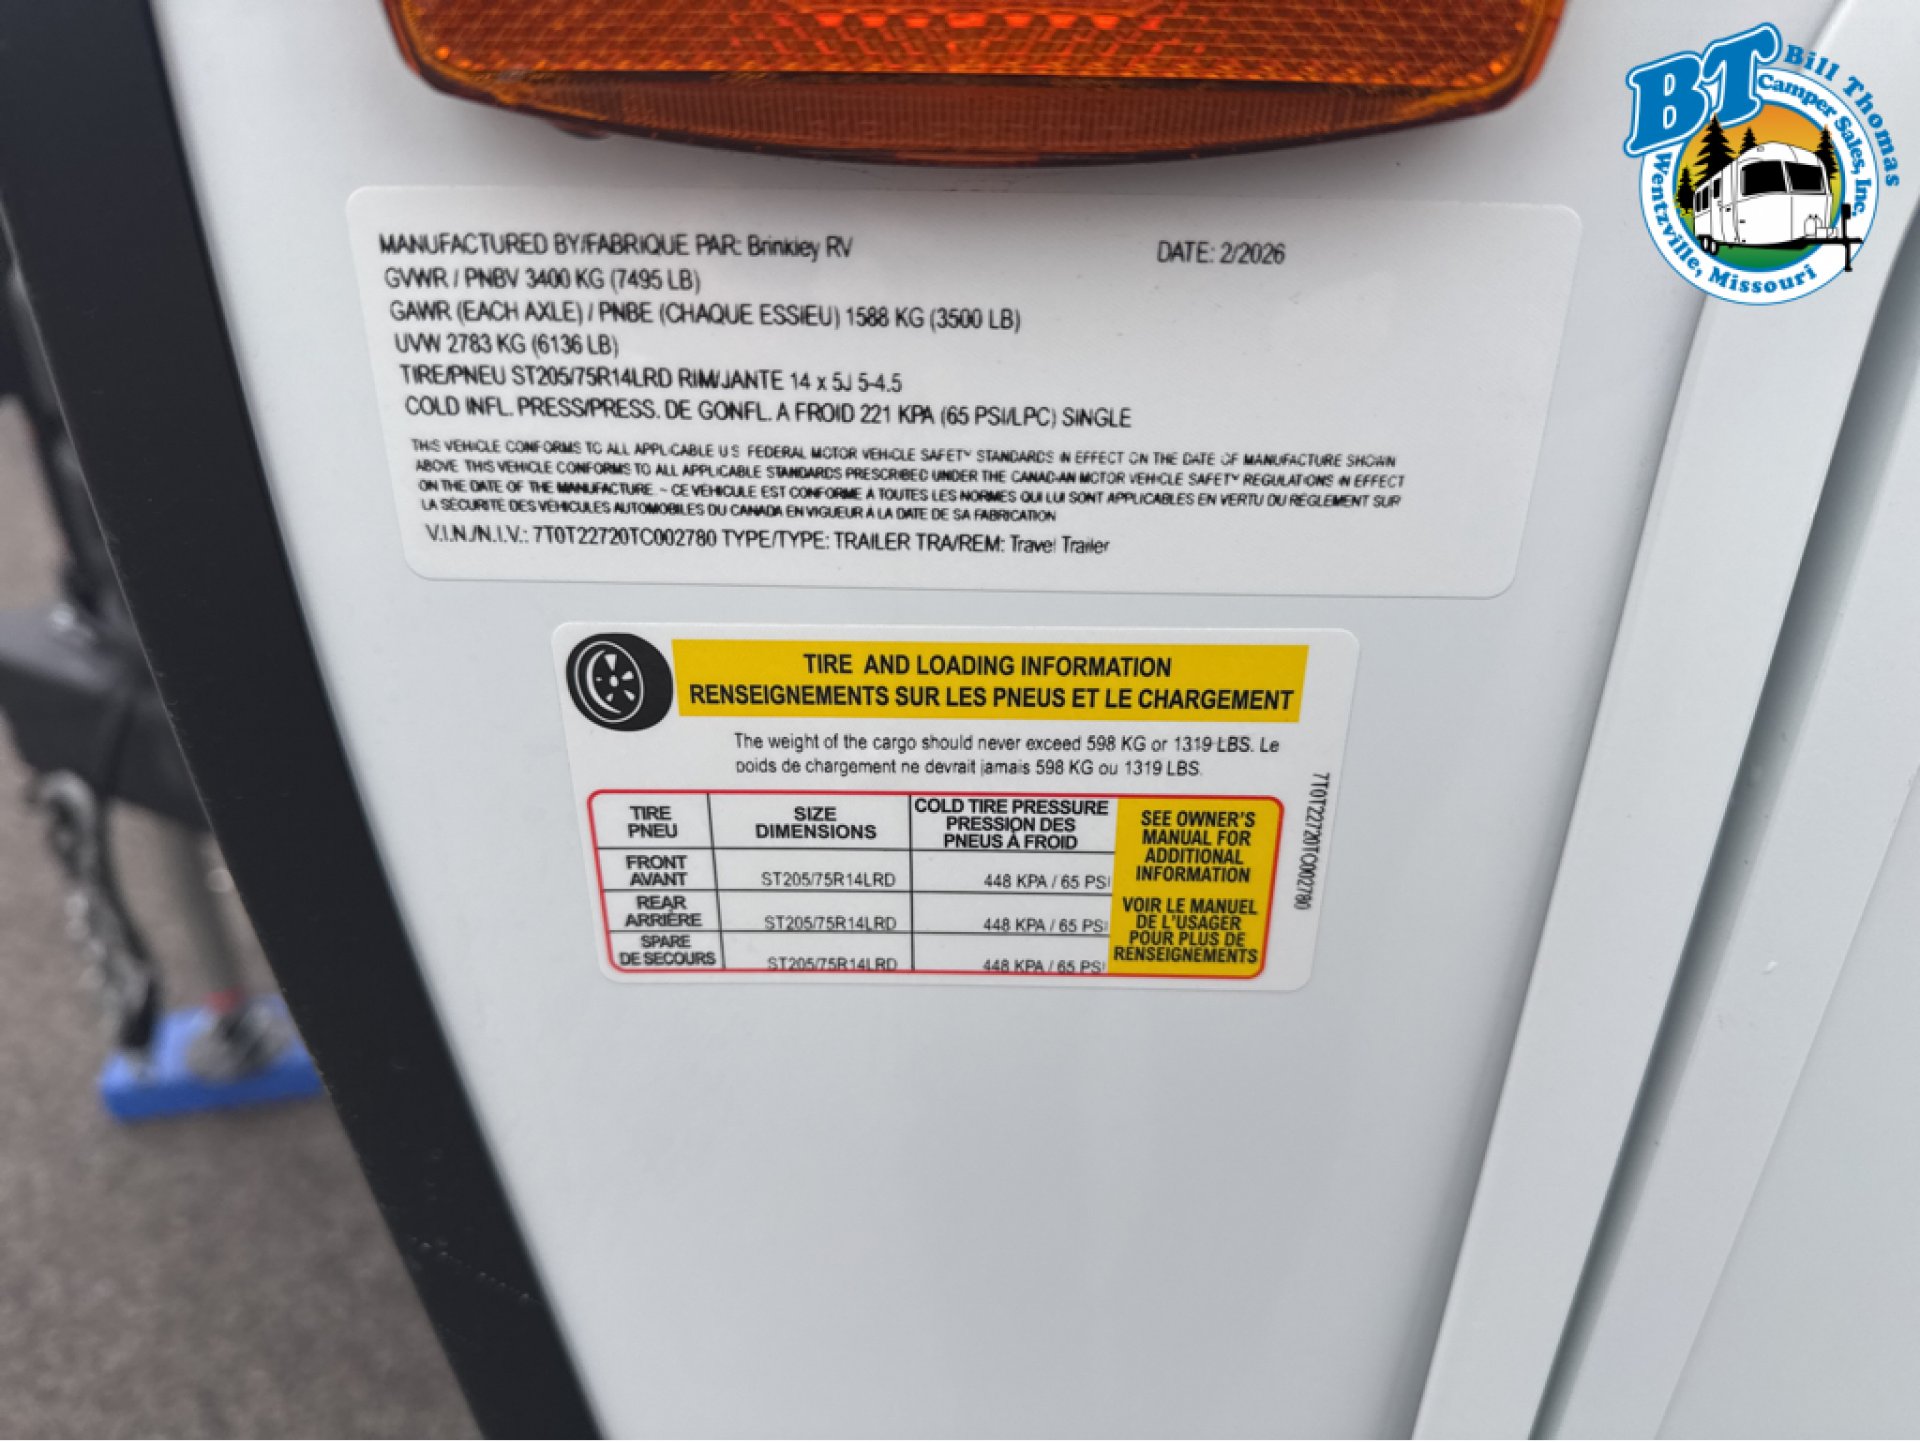 BT Bill Thomas
Camper Sales, Inc.
Wentzville, Missouri
MANUFACTURED BY/FABRIQUE PAR: Brinkley RV DATE: 2/2026
GVWR / PNBV 3400 KG (7495 LB)
GAWR (EACH AXLE) / PNBE (CHAQUE ESSIEU) 1588 KG (3500 LB)
UVW 2783 KG (6136 LB)
TIRE/PNEU ST205/75R14LRD RIM/JANTE 14 x 5J 5-4.5
COLD INFL. PRESS/PRESS. DE GONFL. A FROID 221 KPA (65 PSI/LPC) SINGLE
THIS VEHICLE CONFORMS TO ALL APPLICABLE U.S. FEDERAL MOTOR VEHICLE SAFETY STANDARDS IN EFFECT ON THE DATE OF MANUFACTURE SHOWN
ABOVE THIS VEHICLE CONFORMS TO ALL APPLICABLE STANDARDS PRESCRIBED UNDER THE CANADIAN MOTOR VEHICLE SAFETY REGULATIONS IN EFFECT
ON THE DATE OF THE MANUFACTURE. ~ CE VÉHICULE EST CONFORME À TOUTES LES NORMES QUI LUI SONT APPLICABLES EN VERTU DU RÉGLEMENT SUR
LA SÉCURITÉ DES VÉHICULES AUTOMOBILES DU CANADA EN VIGUEUR À LA DATE DE SA FABRICATION
V.I.N./N.I.V.: 7T0T22720TC002780 TYPE/TYPE: TRAILER TRA/REM: Travel Trailer
TIRE AND LOADING INFORMATION
RENSEIGNEMENTS SUR LES PNEUS ET LE CHARGEMENT
The weight of the cargo should never exceed 598 KG or 1319 LBS. Le
poids de chargement ne devrait jamais 598 KG ou 1319 LBS.
TIRE
PNEU
SIZE
DIMENSIONS
COLD TIRE PRESSURE
PRESSION DES
PNEUS À FROID
FRONT
AVANT
ST205/75R14LRD
448 KPA / 65 PSI
REAR
ARRIÈRE
ST205/75R14LRD
448 KPA / 65 PSI
SPARE
DE SECOURS
ST205/75R14LRD
448 KPA / 65 PSI
SEE OWNER'S
MANUAL FOR
ADDITIONAL
INFORMATION
VOIR LE MANUEL
DE L'USAGER
POUR PLUS DE
RENSEIGNEMENTS
7T0T22720TC002780